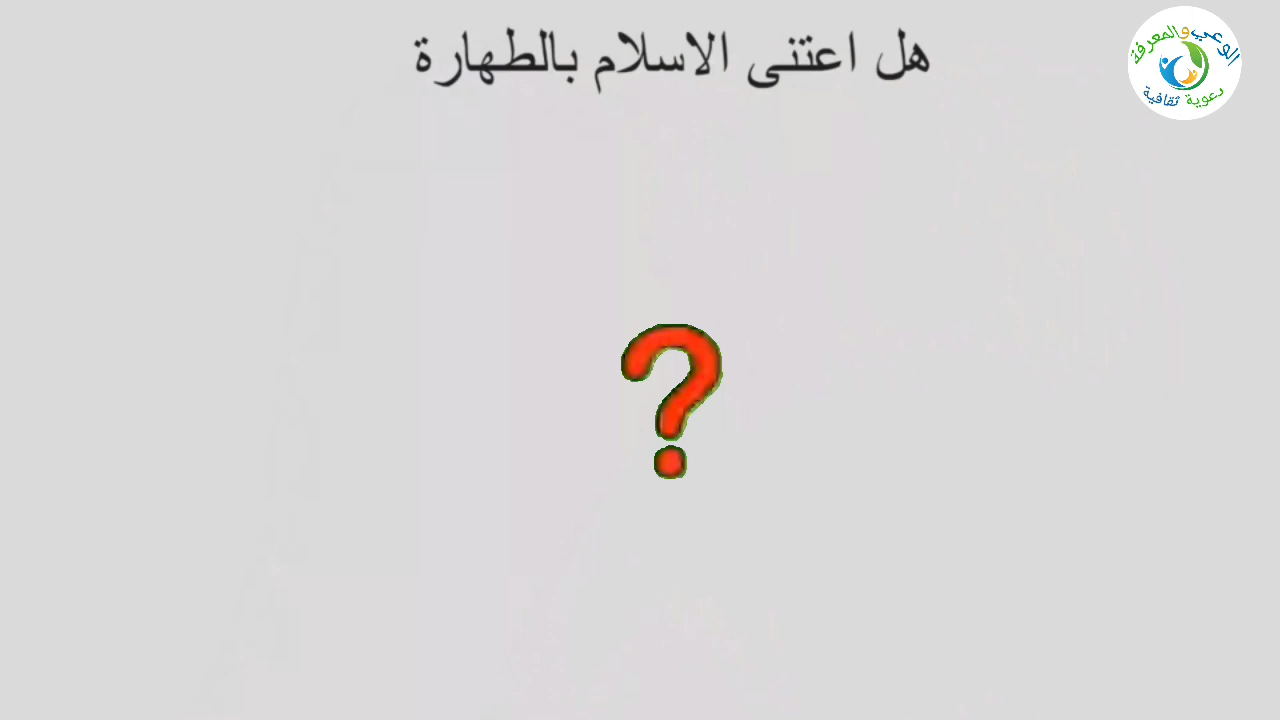 هل اعتنى الاسلام بالطهارة
?
الوعي والمعرفة
دعوية ثقافية